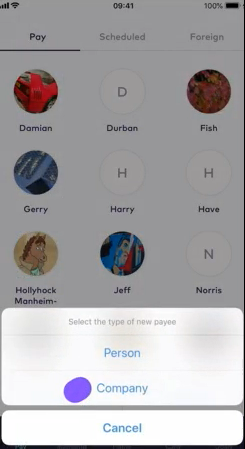 09:41
100%
Pay
Scheduled
Foreign
D
Damian
Durban
Fish
H
H
Gerry
Harry
Have
N
Hollyhock
Manheim-
Jeff
Norris
Select the type of new payee
Person
Company
Cancel